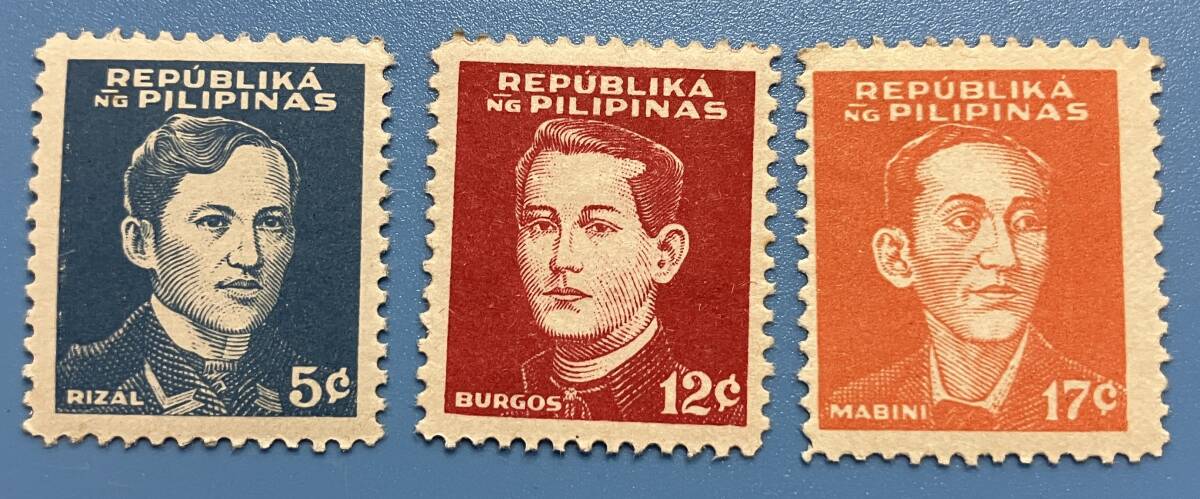 REPÚBLIKÁ
N̄G PILIPINAS
RIZAL 5¢
REPÚBLIKÁ
N̄G PILIPINAS
BURGOS 12¢
REPÚBLIKÁ
N̄G PILIPINAS
MABINI 17¢